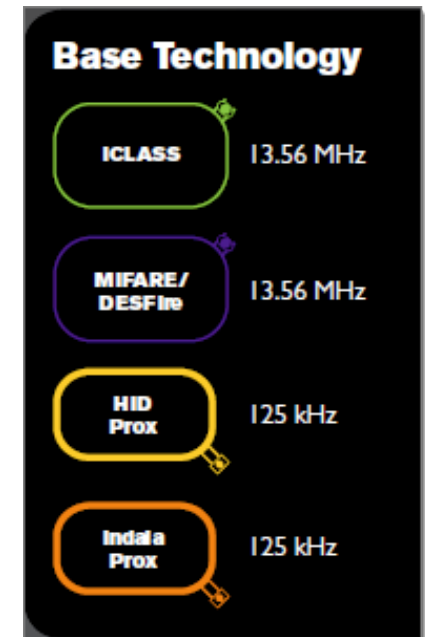 Base Technology
ICLASS 13.56 MHz
MIFARE/
DESFire 13.56 MHz
HID
Prox 125 kHz
Indala
Prox 125 kHz